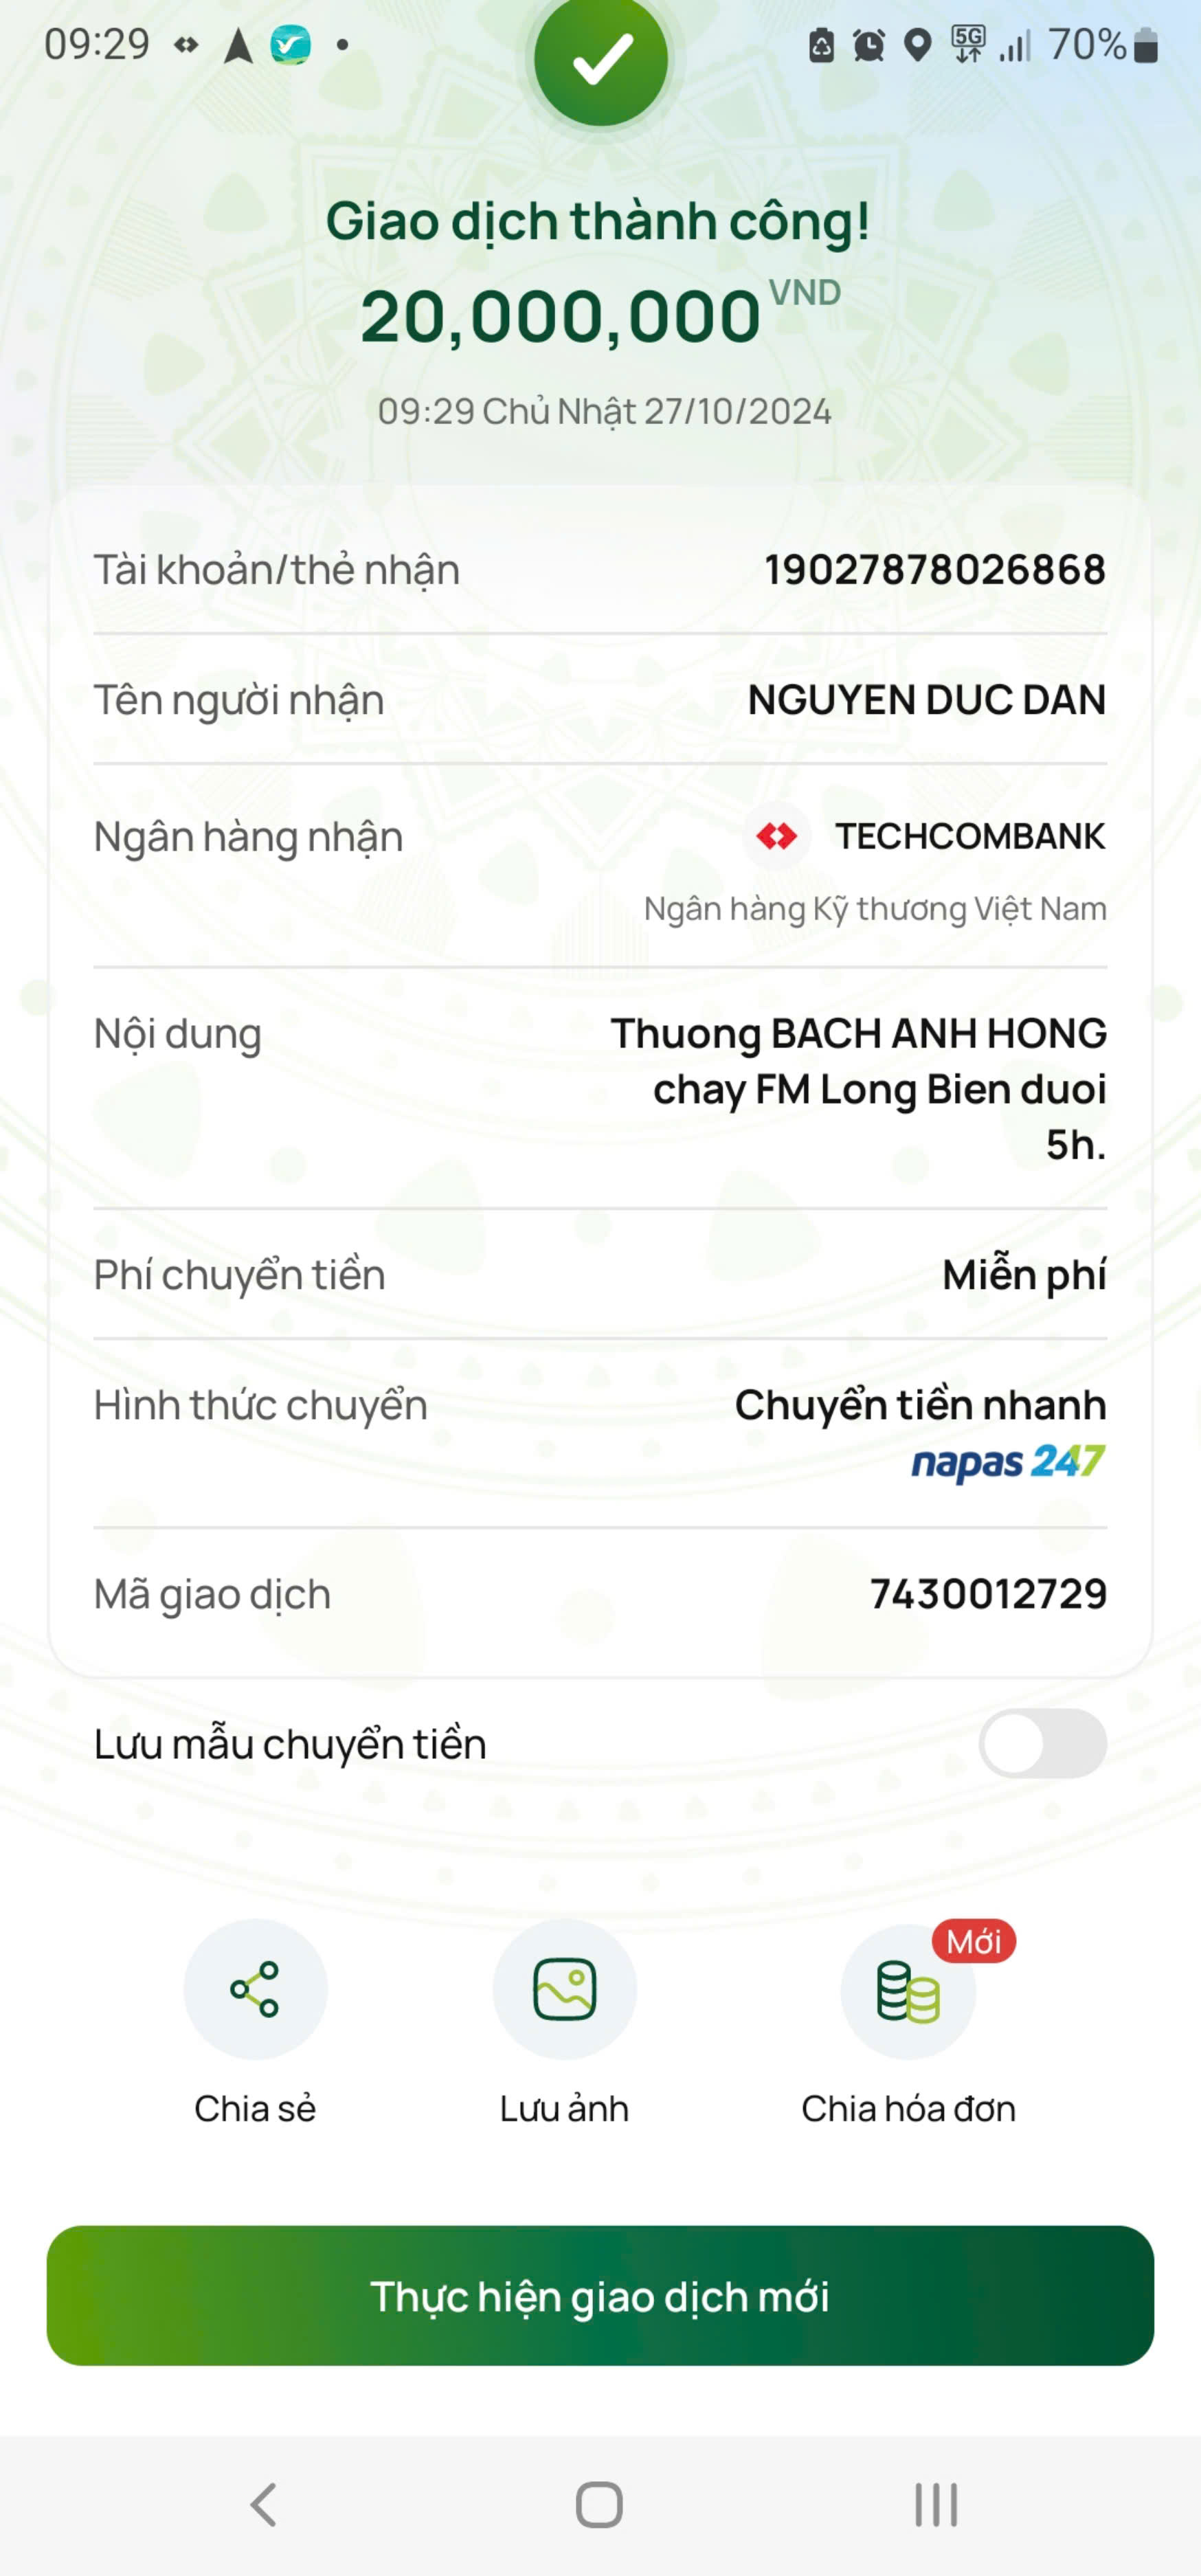 09:29
5G
70%
Giao dịch thành công!
20,000,000 VND
09:29 Chủ Nhật 27/10/2024
Tài khoản/thẻ nhận 19027878026868
Tên người nhận NGUYEN DUC DAN
Ngân hàng nhận TECHCOMBANK
Ngân hàng Kỹ thương Việt Nam
Nội dung Thuong BACH ANH HONG
chay FM Long Bien duoi
5h.
Phí chuyển tiền Miễn phí
Hình thức chuyển Chuyển tiền nhanh
napas 247
Mã giao dịch 7430012729
Lưu mẫu chuyển tiền
Mới
Chia sẻ Lưu ảnh Chia hóa đơn
Thực hiện giao dịch mới